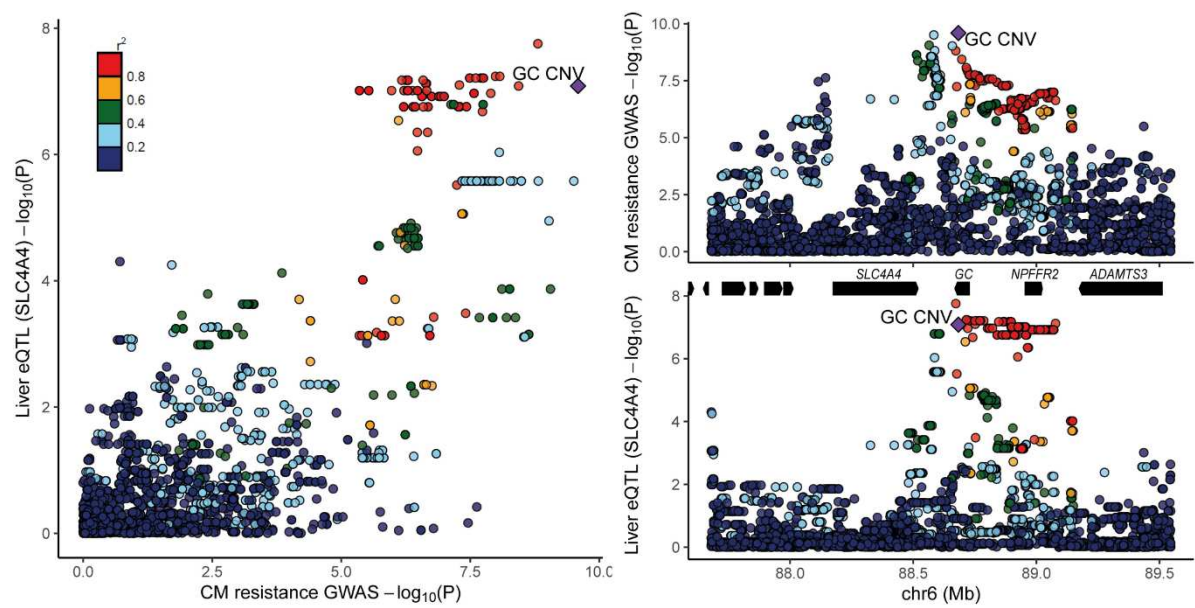 8
6
4
2
0
Liver eQTL (SLC4A4) −log10(P)
r2
0.8
0.6
0.4
0.2
GC CNV
0.0
2.5
5.0
7.5
10.0
CM resistance GWAS −log10(P)
10.0
7.5
5.0
2.5
0.0
CM resistance GWAS −log10(P)
GC CNV
SLC4A4 GC NPFFR2 ADAMTS3
8
6
4
2
0
Liver eQTL (SLC4A4) −log10(P)
GC CNV
88.0
88.5
89.0
89.5
chr6 (Mb)